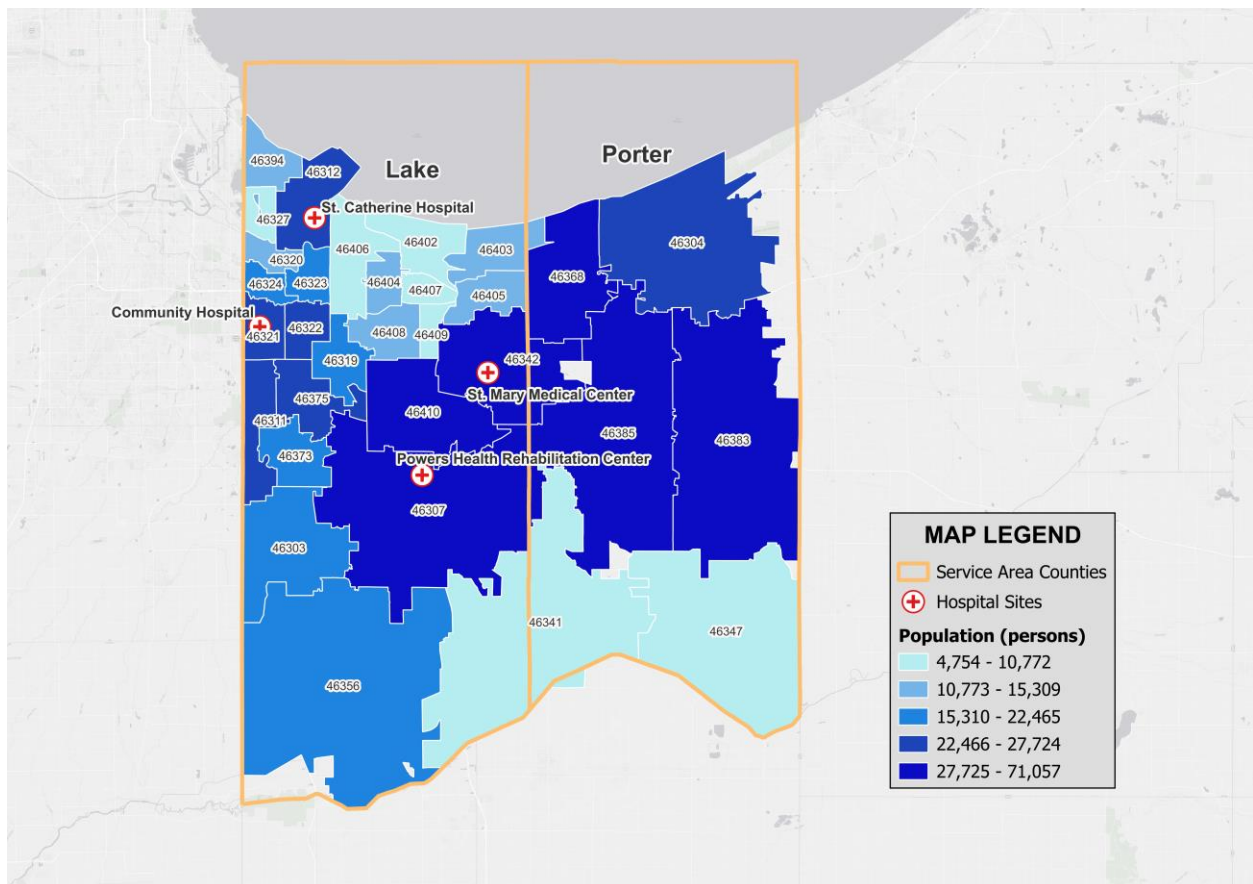 Lake
Porter
46394
46312
St. Catherine Hospital
46327
46406
46402
46403
46304
46320
46324
46323
46404
46407
46405
46368
Community Hospital
46321
46322
46408
46409
46319
46342
St. Mary Medical Center
46375
46311
46410
46385
46383
46373
Powers Health Rehabilitation Center
46307
46303
46341
46347
46356
MAP LEGEND
Service Area Counties
Hospital Sites
Population (persons)
4,754 - 10,772
10,773 - 15,309
15,310 - 22,465
22,466 - 27,724
27,725 - 71,057